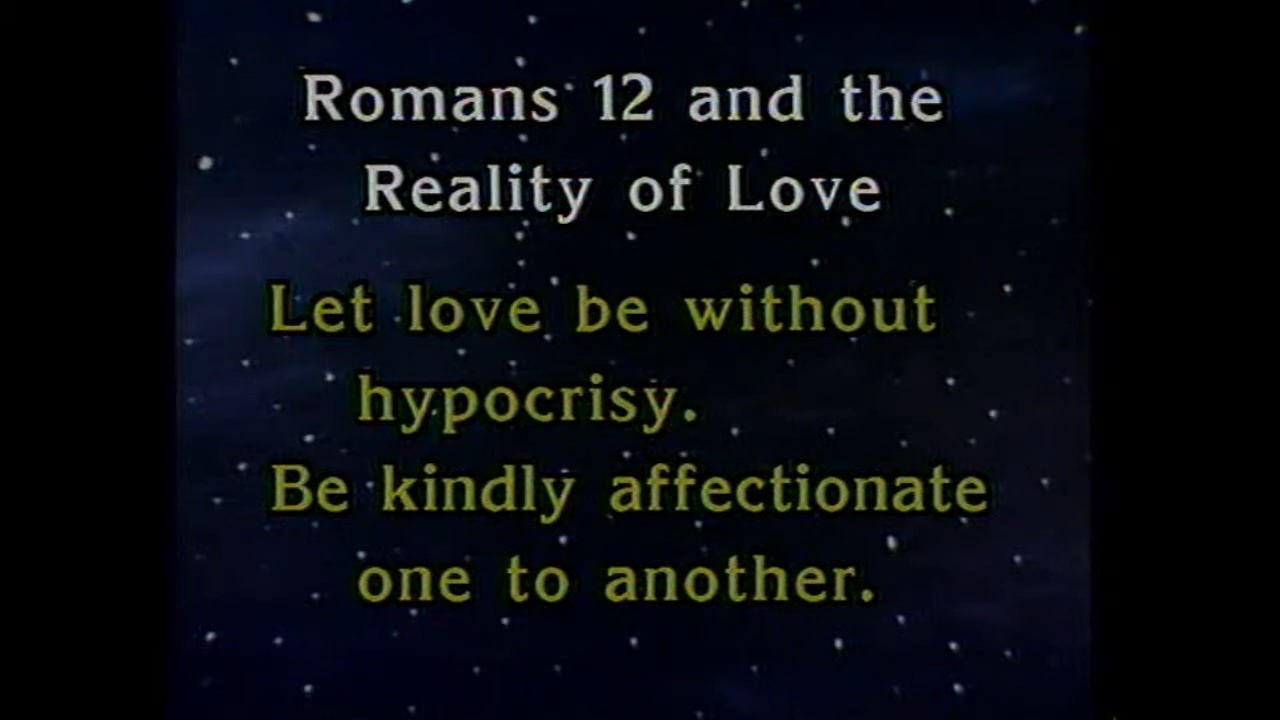 Romans 12 and the
Reality of Love
Let love be without
hypocrisy.
Be kindly affectionate
one to another.